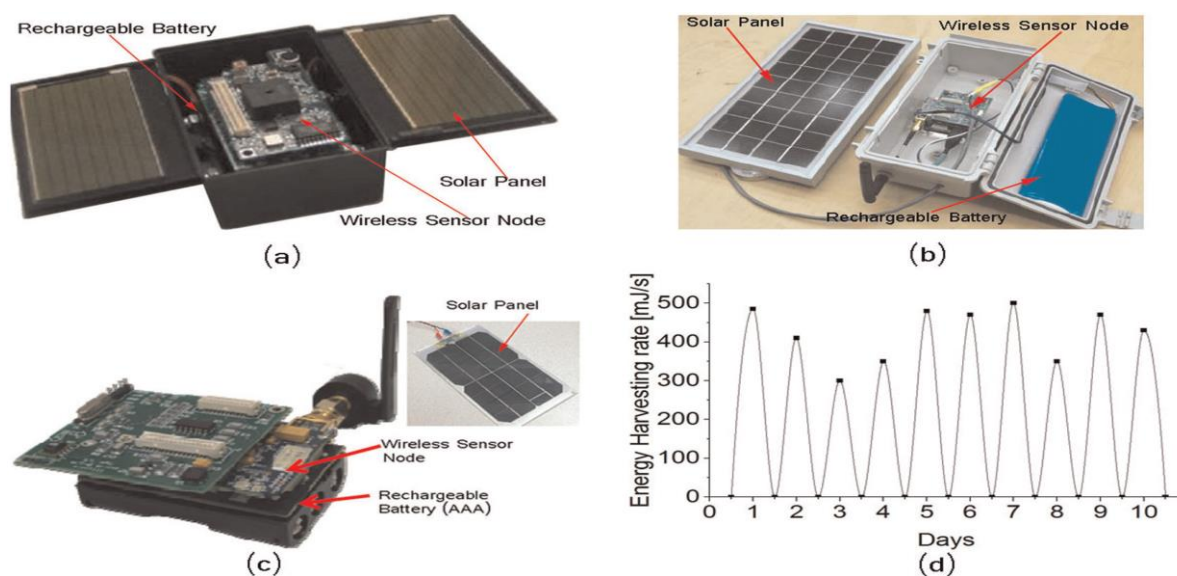 Rechargeable Battery
Solar Panel
Wireless Sensor Node
(a)
Solar Panel
Wireless Sensor
Node
Rechargeable
Battery
(b)
Solar Panel
Wireless Sensor
Node
Rechargeable
Battery (AAA)
(c)
Energy Harvesting rate [mJ/s]
500
400
300
200
100
0
0 1 2 3 4 5 6 7 8 9 10
Days
(d)